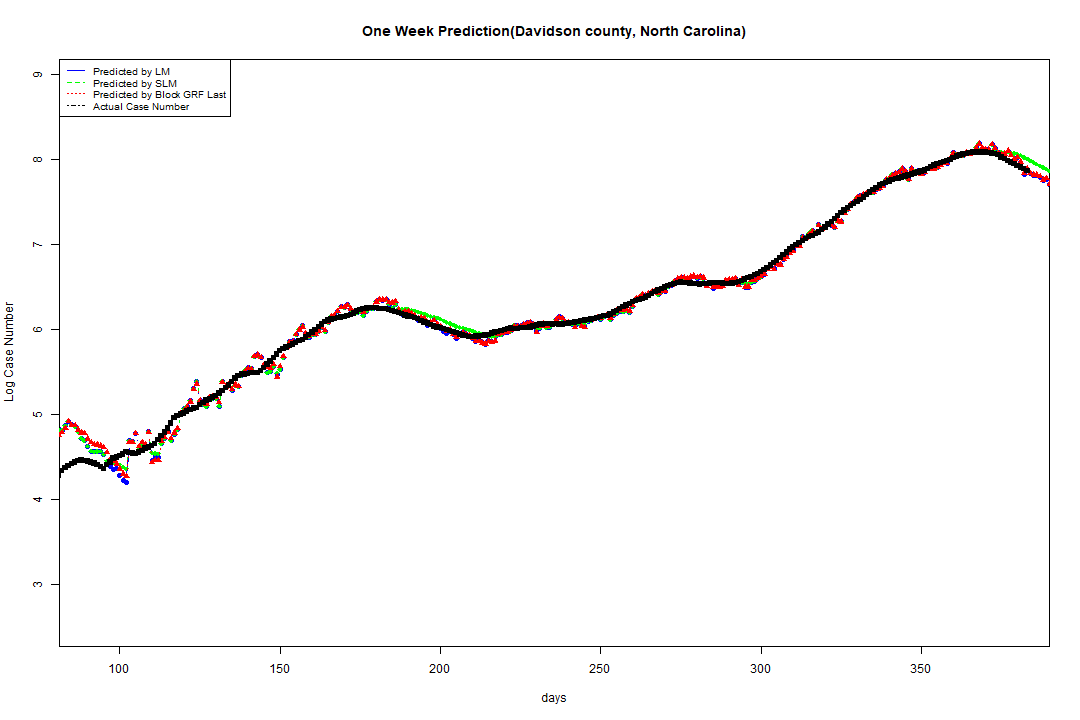 One Week Prediction(Davidson county, North Carolina)
Predicted by LM
Predicted by SLM
Predicted by Block GRF Last
Actual Case Number
9
8
7
6
5
4
3
Log Case Number
100 150 200 250 300 350
days